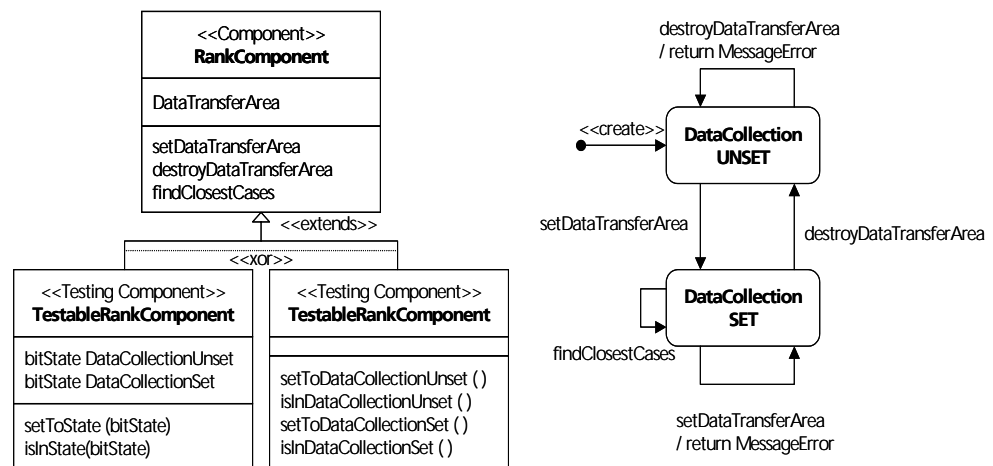 <<Component>>
RankComponent
DataTransferArea
setDataTransferArea
destroyDataTransferArea
findClosestCases
<<extends>>
<<xor>>
<<Testing Component>>
TestableRankComponent
bitState DataCollectionUnset
bitState DataCollectionSet
setToState (bitState)
isInState(bitState)
<<Testing Component>>
TestableRankComponent
setToDataCollectionUnset ( )
isInDataCollectionUnset ( )
setToDataCollectionSet ( )
isInDataCollectionSet ( )
destroyDataTransferArea
/ return MessageError
<<create>>
DataCollection
UNSET
setDataTransferArea
destroyDataTransferArea
DataCollection
SET
findClosestCases
setDataTransferArea
/ return MessageError